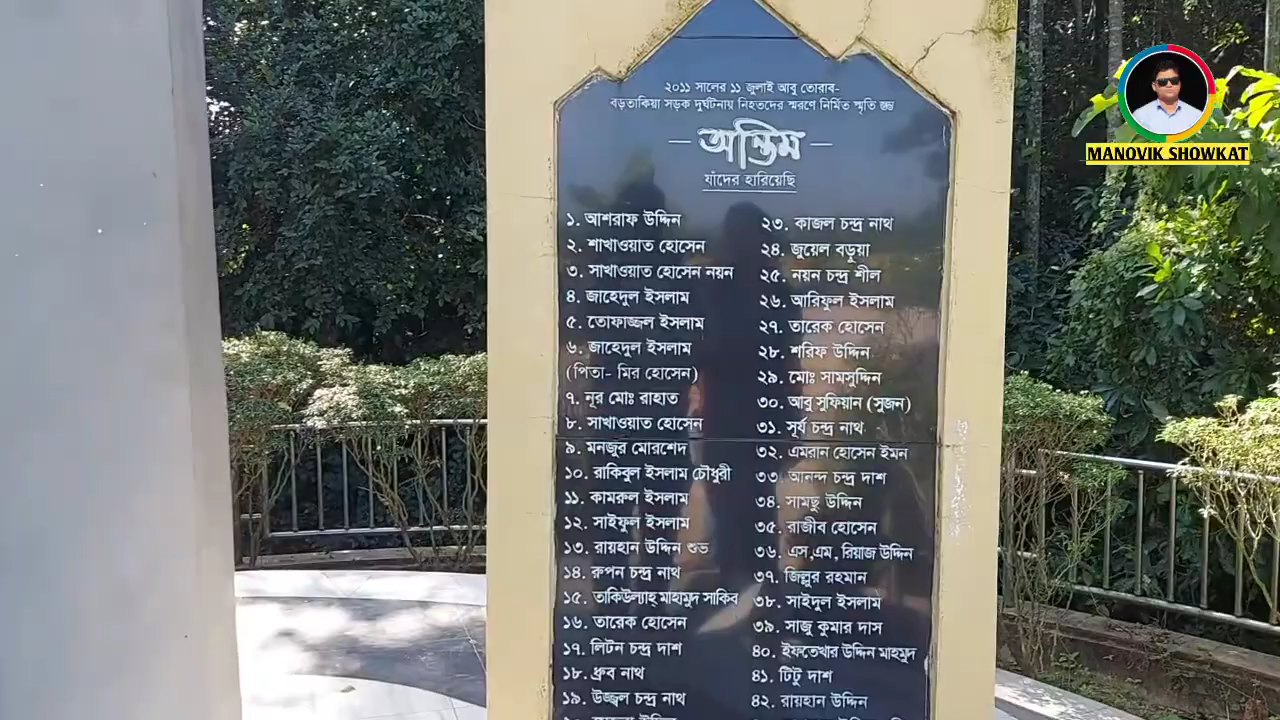 ২০১১ সালের ১১ জুলাই আবু তোরাব-
বড়তাকিয়া সড়ক দুর্ঘটনায় নিহতদের স্মরণে নির্মিত স্মৃতি স্তম্ভ
— অন্তিম —
যাঁদের হারিয়েছি
১. আশরাফ উদ্দিন
২. শাখাওয়াত হোসেন
৩. সাখাওয়াত হোসেন নয়ন
৪. জাহেদুল ইসলাম
৫. তোফাজ্জল ইসলাম
৬. জাহেদুল ইসলাম
(পিতা- মির হোসেন)
৭. নূর মোঃ রাহাত
৮. সাখাওয়াত হোসেন
৯. মনজুর মোরশেদ
১০. রাকিবুল ইসলাম চৌধুরী
১১. কামরুল ইসলাম
১২. সাইফুল ইসলাম
১৩. রায়হান উদ্দিন শুভ
১৪. রুপন চন্দ্র নাথ
১৫. তাকিউল্যাহ্ মাহামুদ সাকিব
১৬. তারেক হোসেন
১৭. লিটন চন্দ্র দাশ
১৮. ধ্রুব নাথ
১৯. উজ্জ্বল চন্দ্র নাথ
২৩. কাজল চন্দ্র নাথ
২৪. জুয়েল বড়ুয়া
২৫. নয়ন চন্দ্র শীল
২৬. আরিফুল ইসলাম
২৭. তারেক হোসেন
২৮. শরিফ উদ্দিন
২৯. মোঃ সামসুদ্দিন
৩০. আবু সুফিয়ান (সুজন)
৩১. সূর্য চন্দ্র নাথ
৩২. এমরান হোসেন ইমন
৩৩. আনন্দ চন্দ্র দাশ
৩৪. সামছু উদ্দিন
৩৫. রাজীব হোসেন
৩৬. এস,এম, রিয়াজ উদ্দিন
৩৭. জিল্লুর রহমান
৩৮. সাইদুল ইসলাম
৩৯. সাজু কুমার দাস
৪০. ইফতেখার উদ্দিন মাহমুদ
৪১. টিটু দাশ
৪২. রায়হান উদ্দিন
MANOVIK SHOWKAT